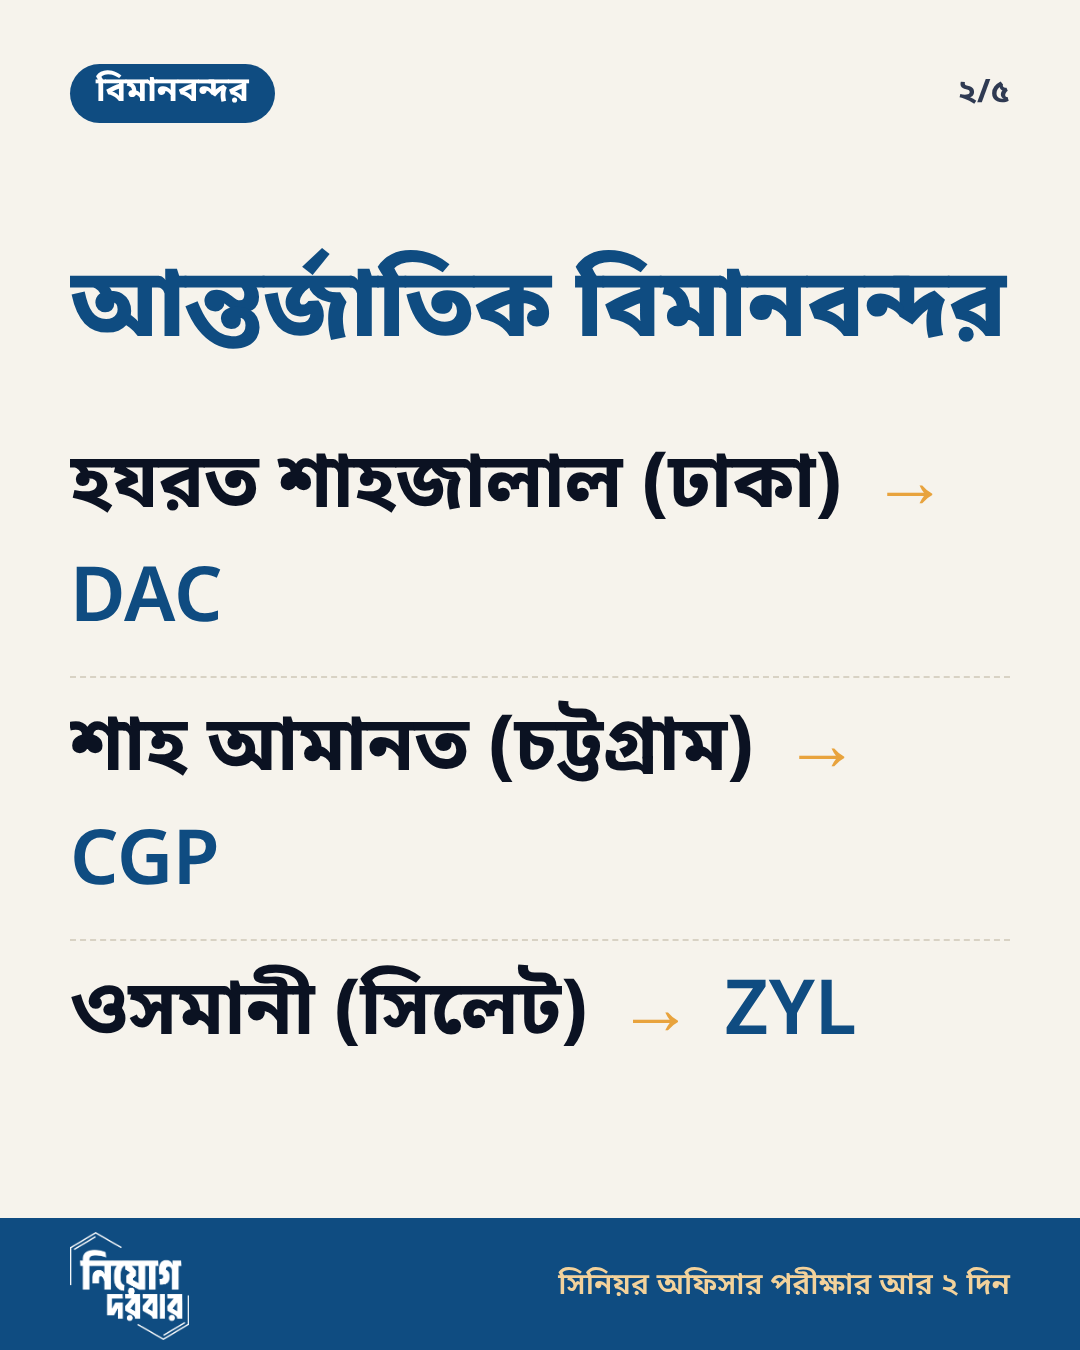 বিমানবন্দর
২/৫
আন্তর্জাতিক বিমানবন্দর
হযরত শাহজালাল (ঢাকা) →
DAC
শাহ আমানত (চট্টগ্রাম) →
CGP
ওসমানী (সিলেট) → ZYL
নিয়োগ
দরবার
সিনিয়র অফিসার পরীক্ষার আর ২ দিন